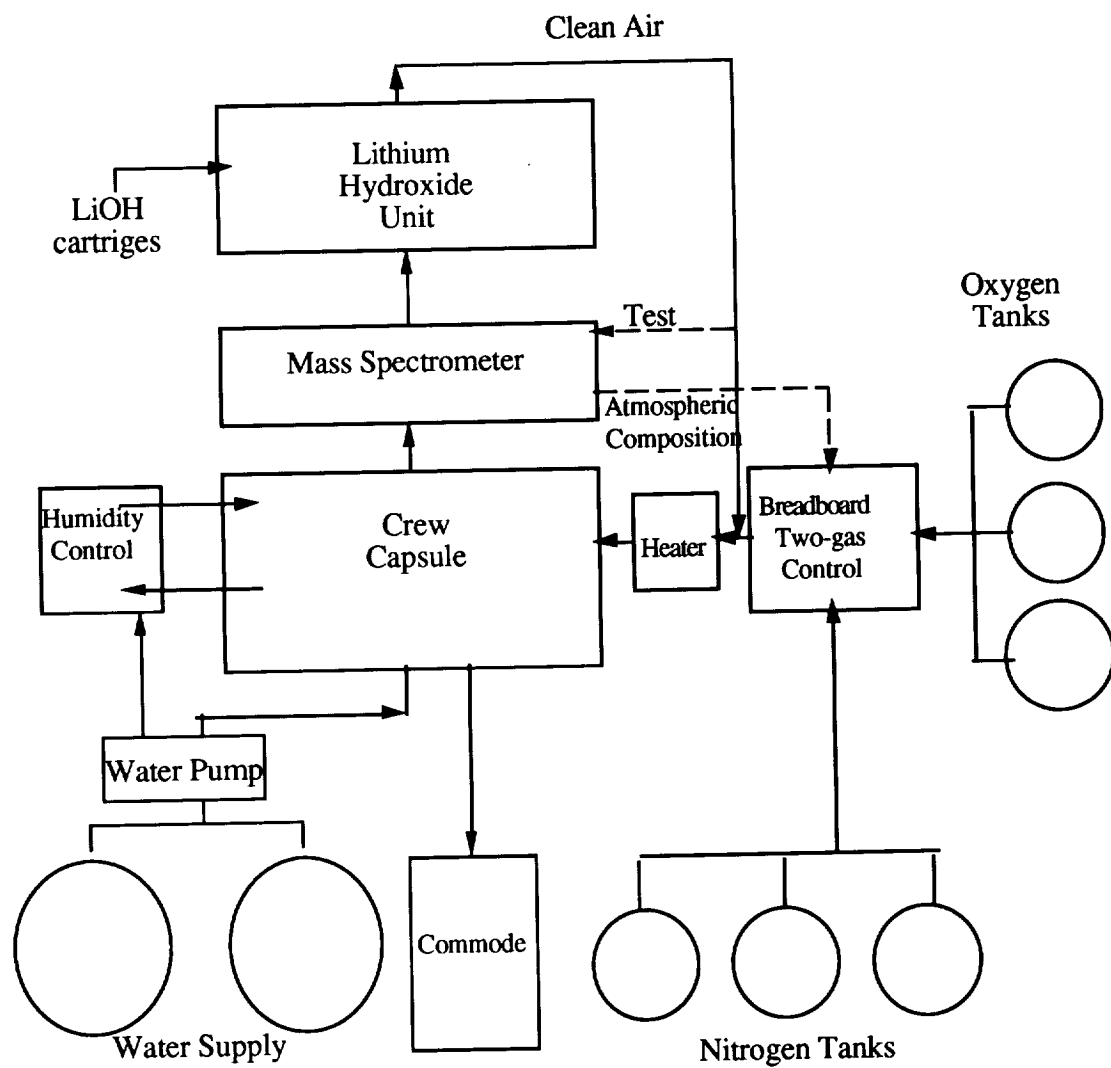 Clean Air
Lithium
Hydroxide
Unit
LiOH
cartriges
Oxygen
Tanks
Test
Mass Spectrometer
Atmospheric
Composition
Humidity
Control
Crew
Capsule
Heater
Breadboard
Two-gas
Control
Water Pump
Commode
Water Supply
Nitrogen Tanks